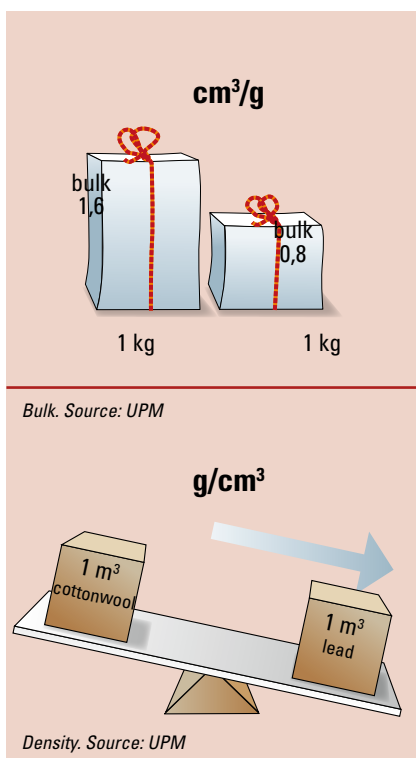 cm³/g
bulk
1,6
bulk
0,8
1 kg
1 kg
Bulk. Source: UPM
g/cm³
1 m³
cottonwool
1 m³
lead
Density. Source: UPM